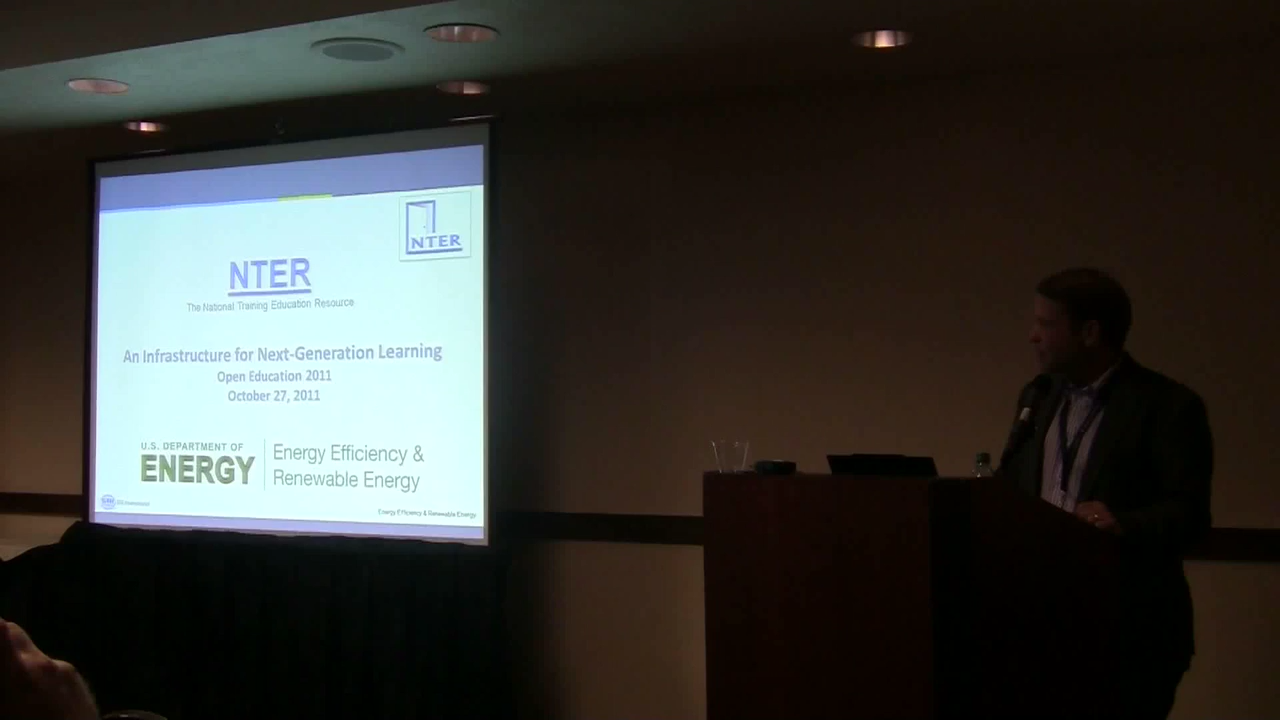 NTER
NTER
The National Training Education Resource
An Infrastructure for Next-Generation Learning
Open Education 2011
October 27, 2011
U.S. DEPARTMENT OF
ENERGY
Energy Efficiency &
Renewable Energy
Energy Efficiency & Renewable Energy